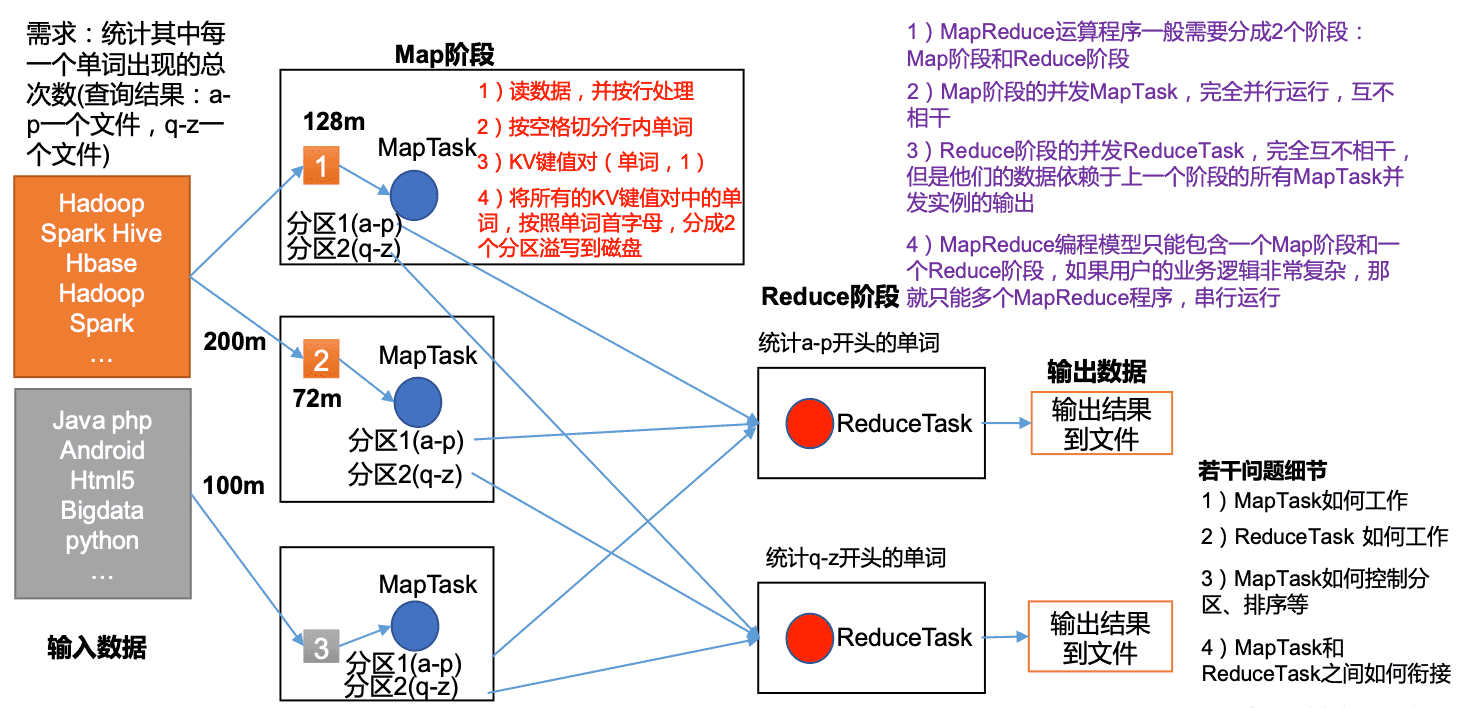 需求：统计其中每
一个单词出现的总
次数(查询结果：a-
p一个文件，q-z一
个文件)
Hadoop
Spark Hive
Hbase
Hadoop
Spark
…
200m
Java php
Android
Html5
Bigdata
python
…
100m
输入数据
Map阶段
128m
1
MapTask
分区1(a-p)
分区2(q-z)
1）读数据，并按行处理
2）按空格切分行内单词
3）KV键值对（单词，1）
4）将所有的KV键值对中的单
词，按照单词首字母，分成2
个分区溢写到磁盘
2
72m
MapTask
分区1(a-p)
分区2(q-z)
3
MapTask
分区1(a-p)
分区2(q-z)
1）MapReduce运算程序一般需要分成2个阶段：
Map阶段和Reduce阶段
2）Map阶段的并发MapTask，完全并行运行，互不
相干
3）Reduce阶段的并发ReduceTask，完全互不相干，
但是他们的数据依赖于上一个阶段的所有MapTask并
发实例的输出
4）MapReduce编程模型只能包含一个Map阶段和一
个Reduce阶段，如果用户的业务逻辑非常复杂，那
就只能多个MapReduce程序，串行运行
Reduce阶段
统计a-p开头的单词
ReduceTask
统计q-z开头的单词
ReduceTask
输出数据
输出结果
到文件
输出结果
到文件
若干问题细节
1）MapTask如何工作
2）ReduceTask 如何工作
3）MapTask如何控制分
区、排序等
4）MapTask和
ReduceTask之间如何衔接